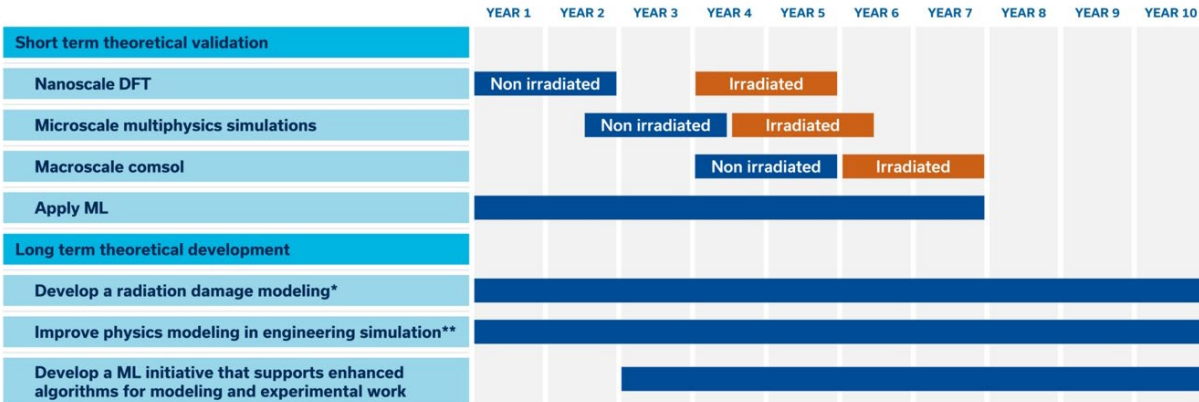 YEAR 1 YEAR 2 YEAR 3 YEAR 4 YEAR 5 YEAR 6 YEAR 7 YEAR 8 YEAR 9 YEAR 10
Short term theoretical validation
Nanoscale DFT Non irradiated Irradiated
Microscale multiphysics simulations Non irradiated Irradiated
Macroscale comsol Non irradiated Irradiated
Apply ML
Long term theoretical development
Develop a radiation damage modeling*
Improve physics modeling in engineering simulation**
Develop a ML initiative that supports enhanced
algorithms for modeling and experimental work